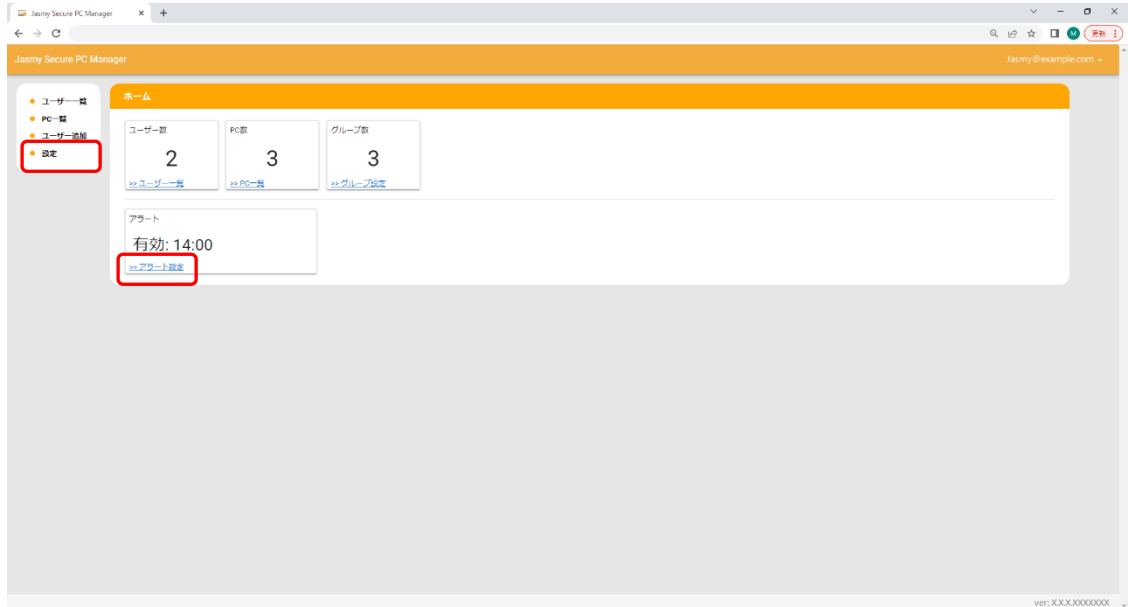 Jasmy Secure PC Manager
更新
Jasmy Secure PC Manager
Jasmy@example.com
ユーザー一覧
PC一覧
ユーザー追加
設定
ホーム
ユーザー数
2
>> ユーザー一覧
PC数
3
>> PC一覧
グループ数
3
>> グループ設定
アラート
有効: 14:00
>> アラート設定
ver: X.X.X.XXXXXXX